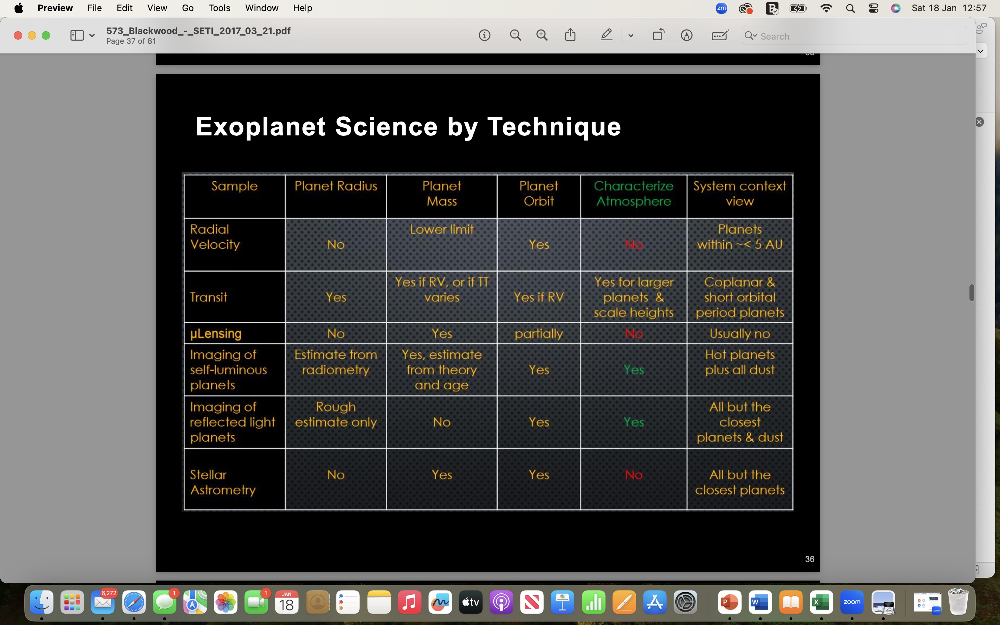 Preview File Edit View Go Tools Window Help
zm
Sat 18 Jan 12:57
573_Blackwood_-_SETI_2017_03_21.pdf
Page 37 of 81
Search
Exoplanet Science by Technique
Sample
Planet Radius
Planet
Mass
Planet
Orbit
Characterize
Atmosphere
System context
view
Radial
Velocity
No
Lower limit
Yes
No
Planets
within ~< 5 AU
Transit
Yes
Yes if RV, or if TT
varies
Yes if RV
Yes for larger
planets &
scale heights
Coplanar &
short orbital
period planets
µLensing
No
Yes
partially
No
Usually no
Imaging of
self-luminous
planets
Estimate from
radiometry
Yes, estimate
from theory
and age
Yes
Yes
Hot planets
plus all dust
Imaging of
reflected light
planets
Rough
estimate only
No
Yes
Yes
All but the
closest
planets & dust
Stellar
Astrometry
No
Yes
Yes
No
All but the
closest planets
36
6,272
1
1
JAN
18
tv
P
W
X
zoom
zoom